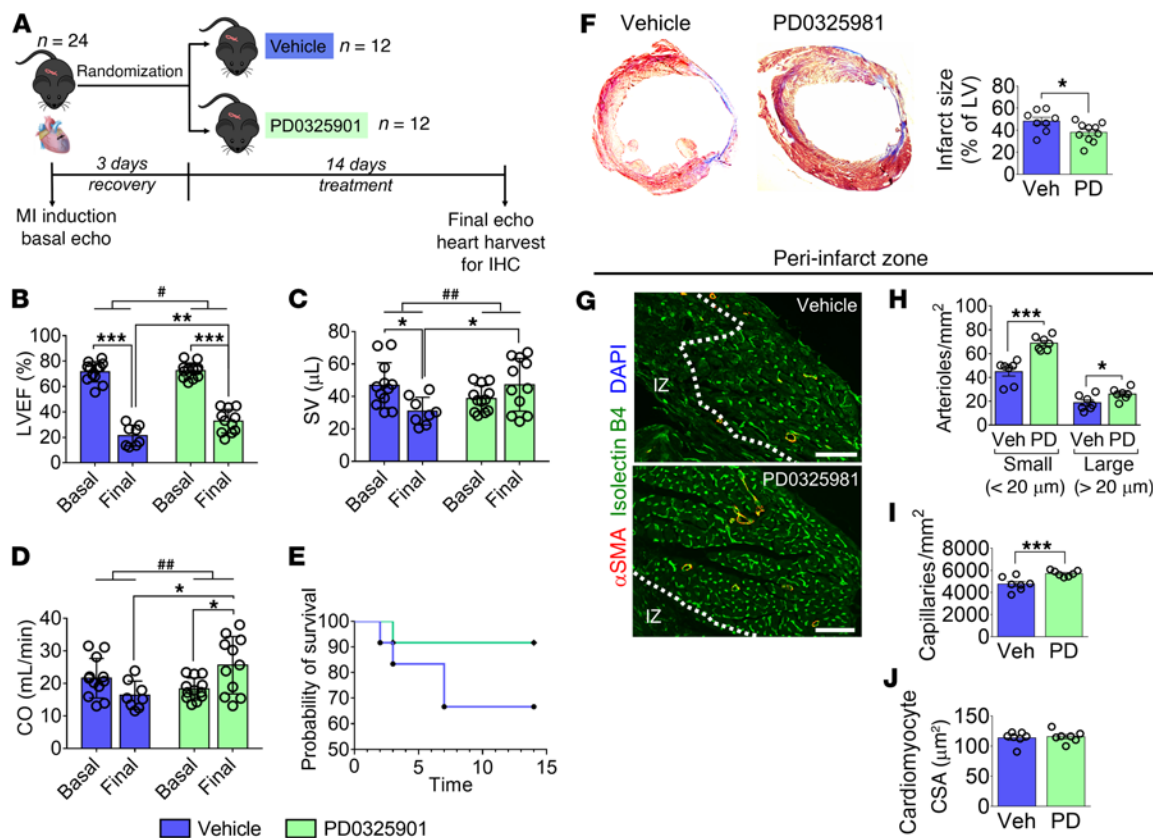 A
n = 24
Randomization
Vehicle n = 12
PD0325901 n = 12
3 days
recovery
14 days
treatment
MI induction
basal echo
Final echo
heart harvest
for IHC
B
#
**
*** ***
LVEF (%)
100
80
60
40
20
0
Basal Final Basal Final
C
##
* *
SV (μL)
80
60
40
20
0
Basal Final Basal Final
D
##
*
*
CO (mL/min)
50
40
30
20
10
0
Basal Final Basal Final
E
Probability of survival
100
90
80
70
60
50
0 5 10 15
Time
Vehicle PD0325901
F
Vehicle PD0325981
*
Infarct size
(% of LV)
80
60
40
20
0
Veh PD
Peri-infarct zone
G
αSMA Isolectin B4 DAPI
Vehicle
IZ
PD0325981
IZ
H
***
*
Arterioles/mm²
100
80
60
40
20
0
Veh PD Veh PD
Small Large
(< 20 μm) (> 20 μm)
I
***
Capillaries/mm²
8000
6000
4000
2000
0
Veh PD
J
Cardiomyocyte
CSA (μm²)
150
100
50
0
Veh PD